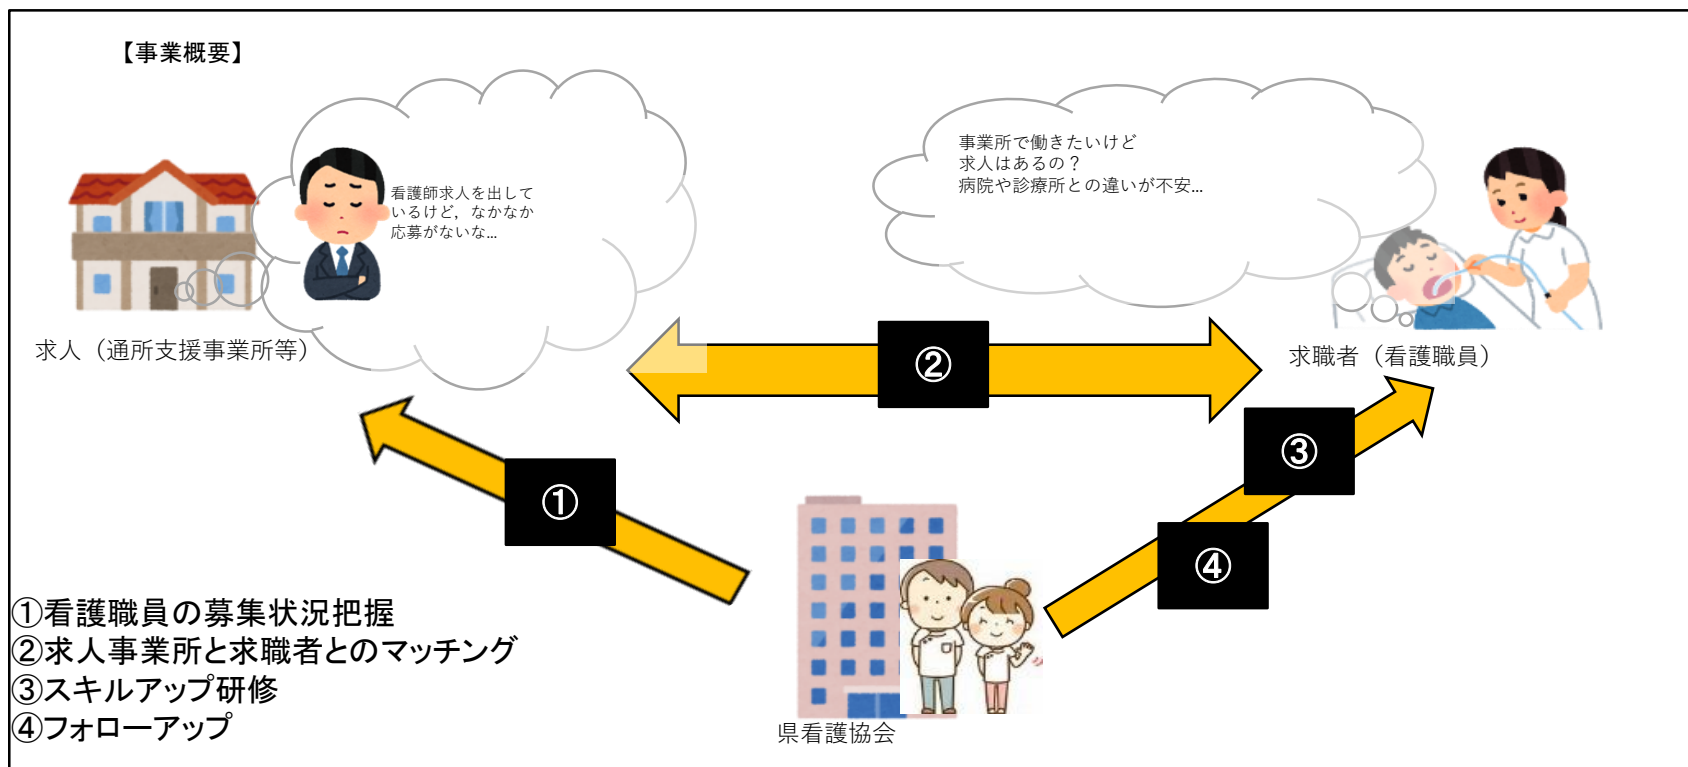 【事業概要】
看護師求人を出して
いるけど，なかなか
応募がないな…
事業所で働きたいけど
求人はあるの？
病院や診療所との違いが不安…
求人（通所支援事業所等）
求職者（看護職員）
②
③
①
④
①看護職員の募集状況把握
②求人事業所と求職者とのマッチング
③スキルアップ研修
④フォローアップ
県看護協会